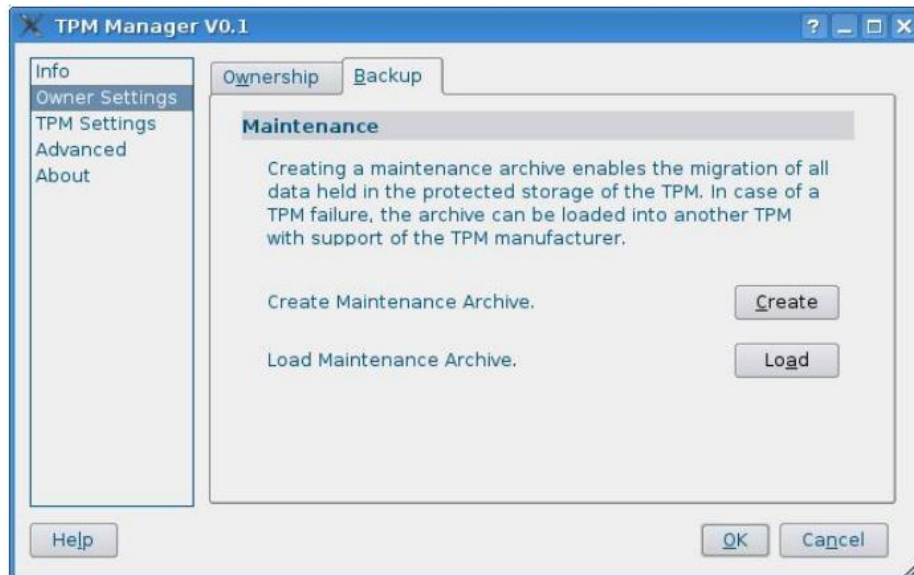 TPM Manager V0.1
Info
Owner Settings
TPM Settings
Advanced
About
Ownership
Backup
Maintenance
Creating a maintenance archive enables the migration of all
data held in the protected storage of the TPM. In case of a
TPM failure, the archive can be loaded into another TPM
with support of the TPM manufacturer.
Create Maintenance Archive.
Create
Load Maintenance Archive.
Load
Help
OK
Cancel